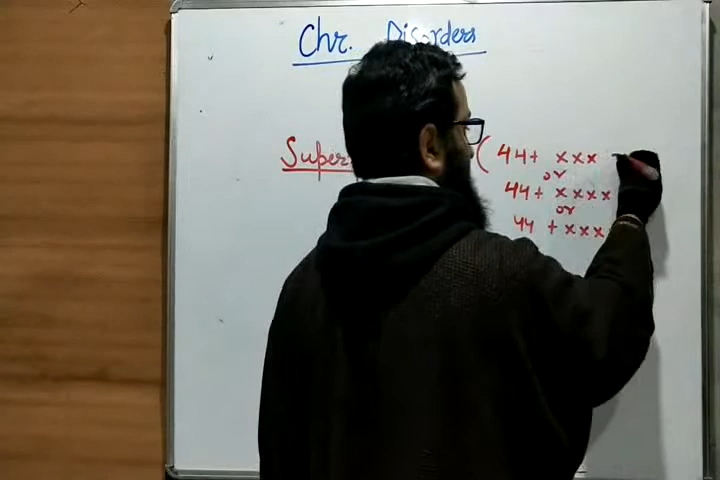 Chr. Disorders
Super
( 44+ xxx
or
44+ xxxx
or
44 + xxx